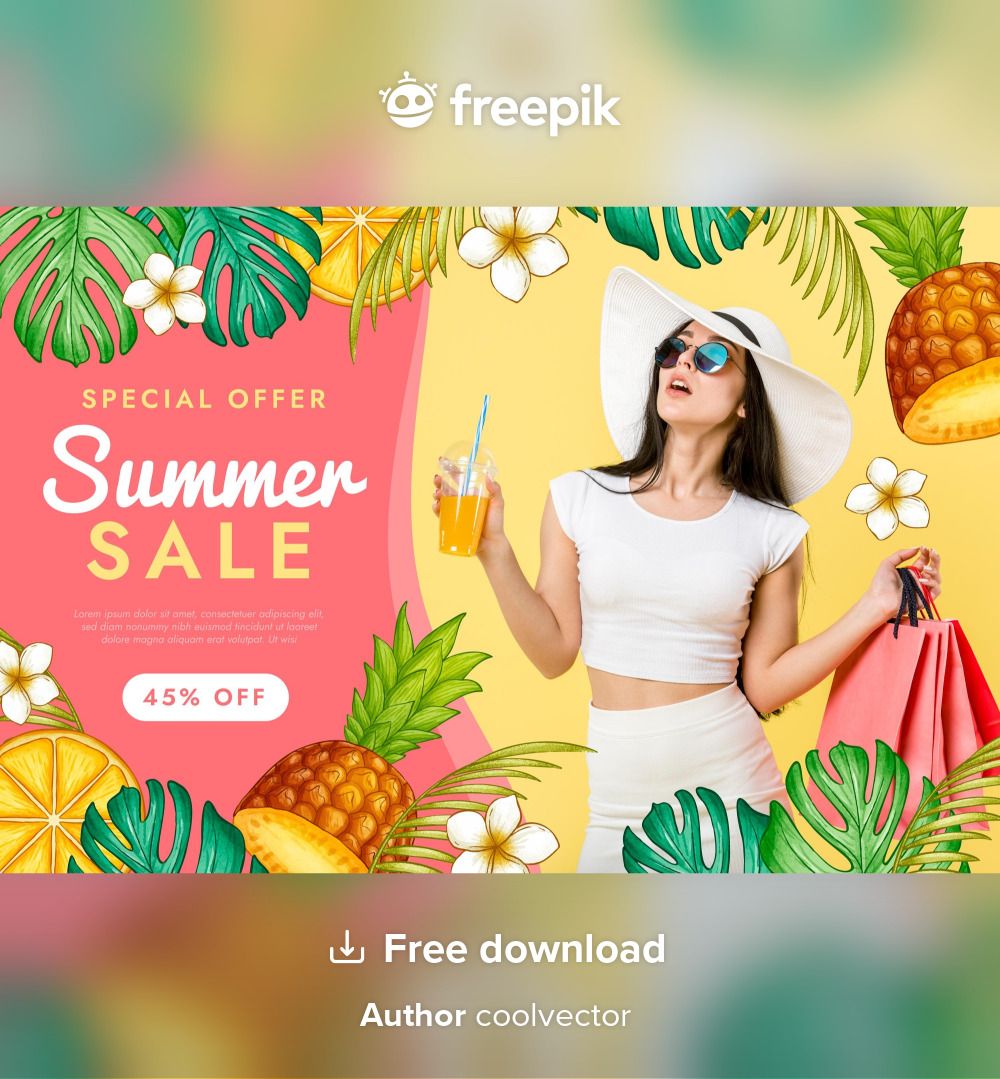 freepik
SPECIAL OFFER
Summer
SALE
Lorem ipsum dolor sit amet, consectetuer adipiscing elit,
sed diam nonummy nibh euismod tincidunt ut laoreet
dolore magna aliquam erat volutpat. Ut wisi
45% OFF
Free download
Author coolvector